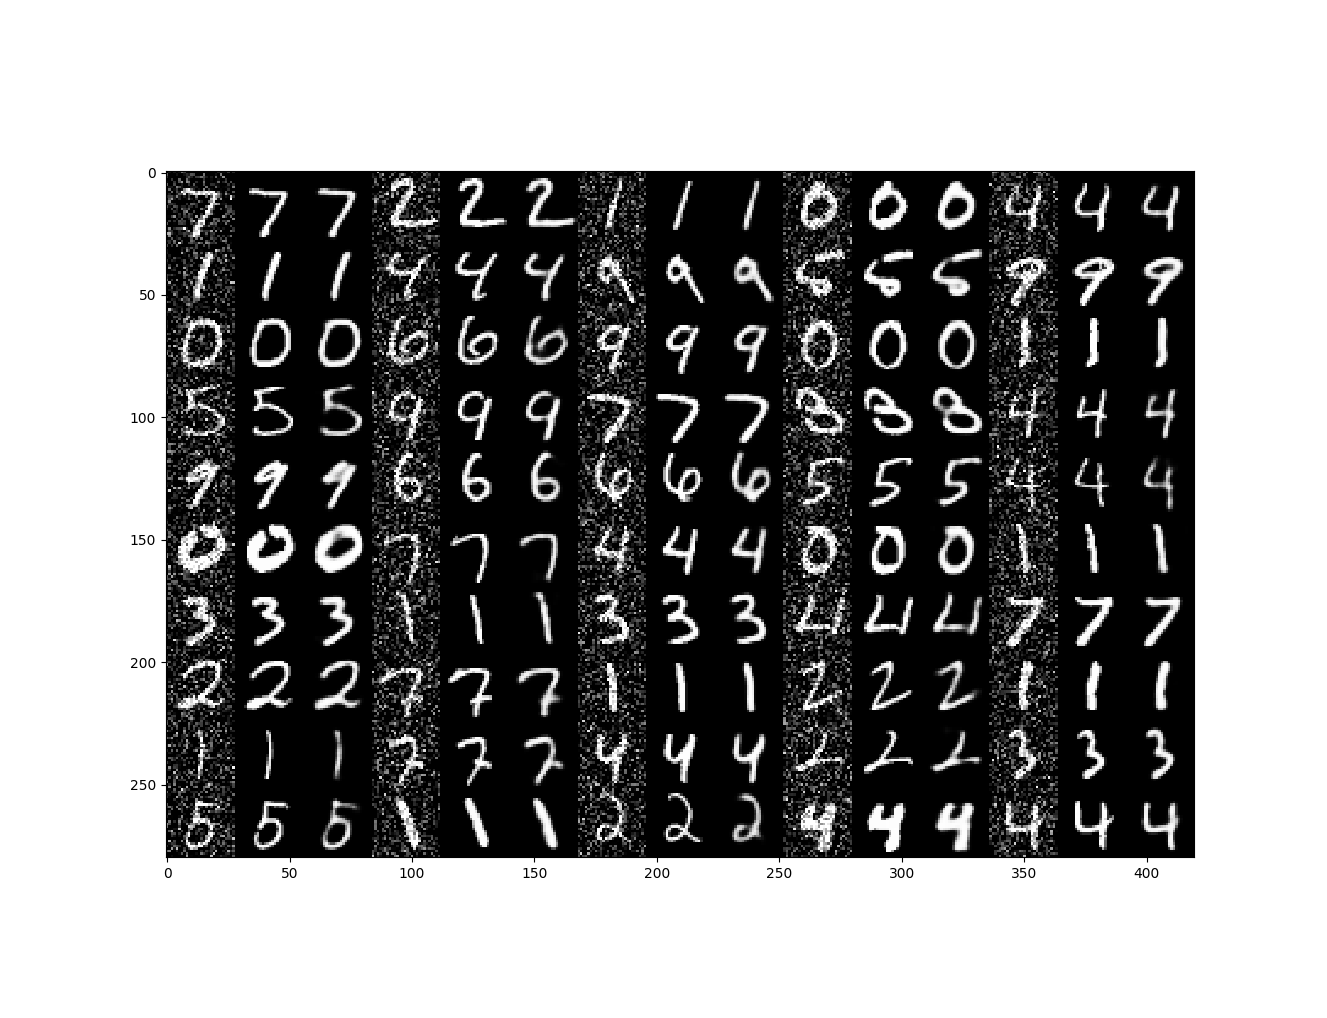 0
7 7 7 2 2 2 1 1 1 0 0 0 4 4 4
1 1 1 4 4 4 9 9 9 5 5 5 9 9 9
50
0 0 0 6 6 6 9 9 9 0 0 0 1 1 1
5 5 5 9 9 9 7 7 7 8 8 8 4 4 4
100
9 9 9 6 6 6 6 6 6 5 5 5 4 4 4
150
0 0 0 7 7 7 4 4 4 0 0 0 1 1 1
3 3 3 1 1 1 3 3 3 4 4 4 7 7 7
200
2 2 2 7 7 7 1 1 1 2 2 2 1 1 1
1 1 1 7 7 7 4 4 4 2 2 2 3 3 3
250
5 5 5 1 1 1 2 2 2 4 4 4 4 4 4
0 50 100 150 200 250 300 350 400